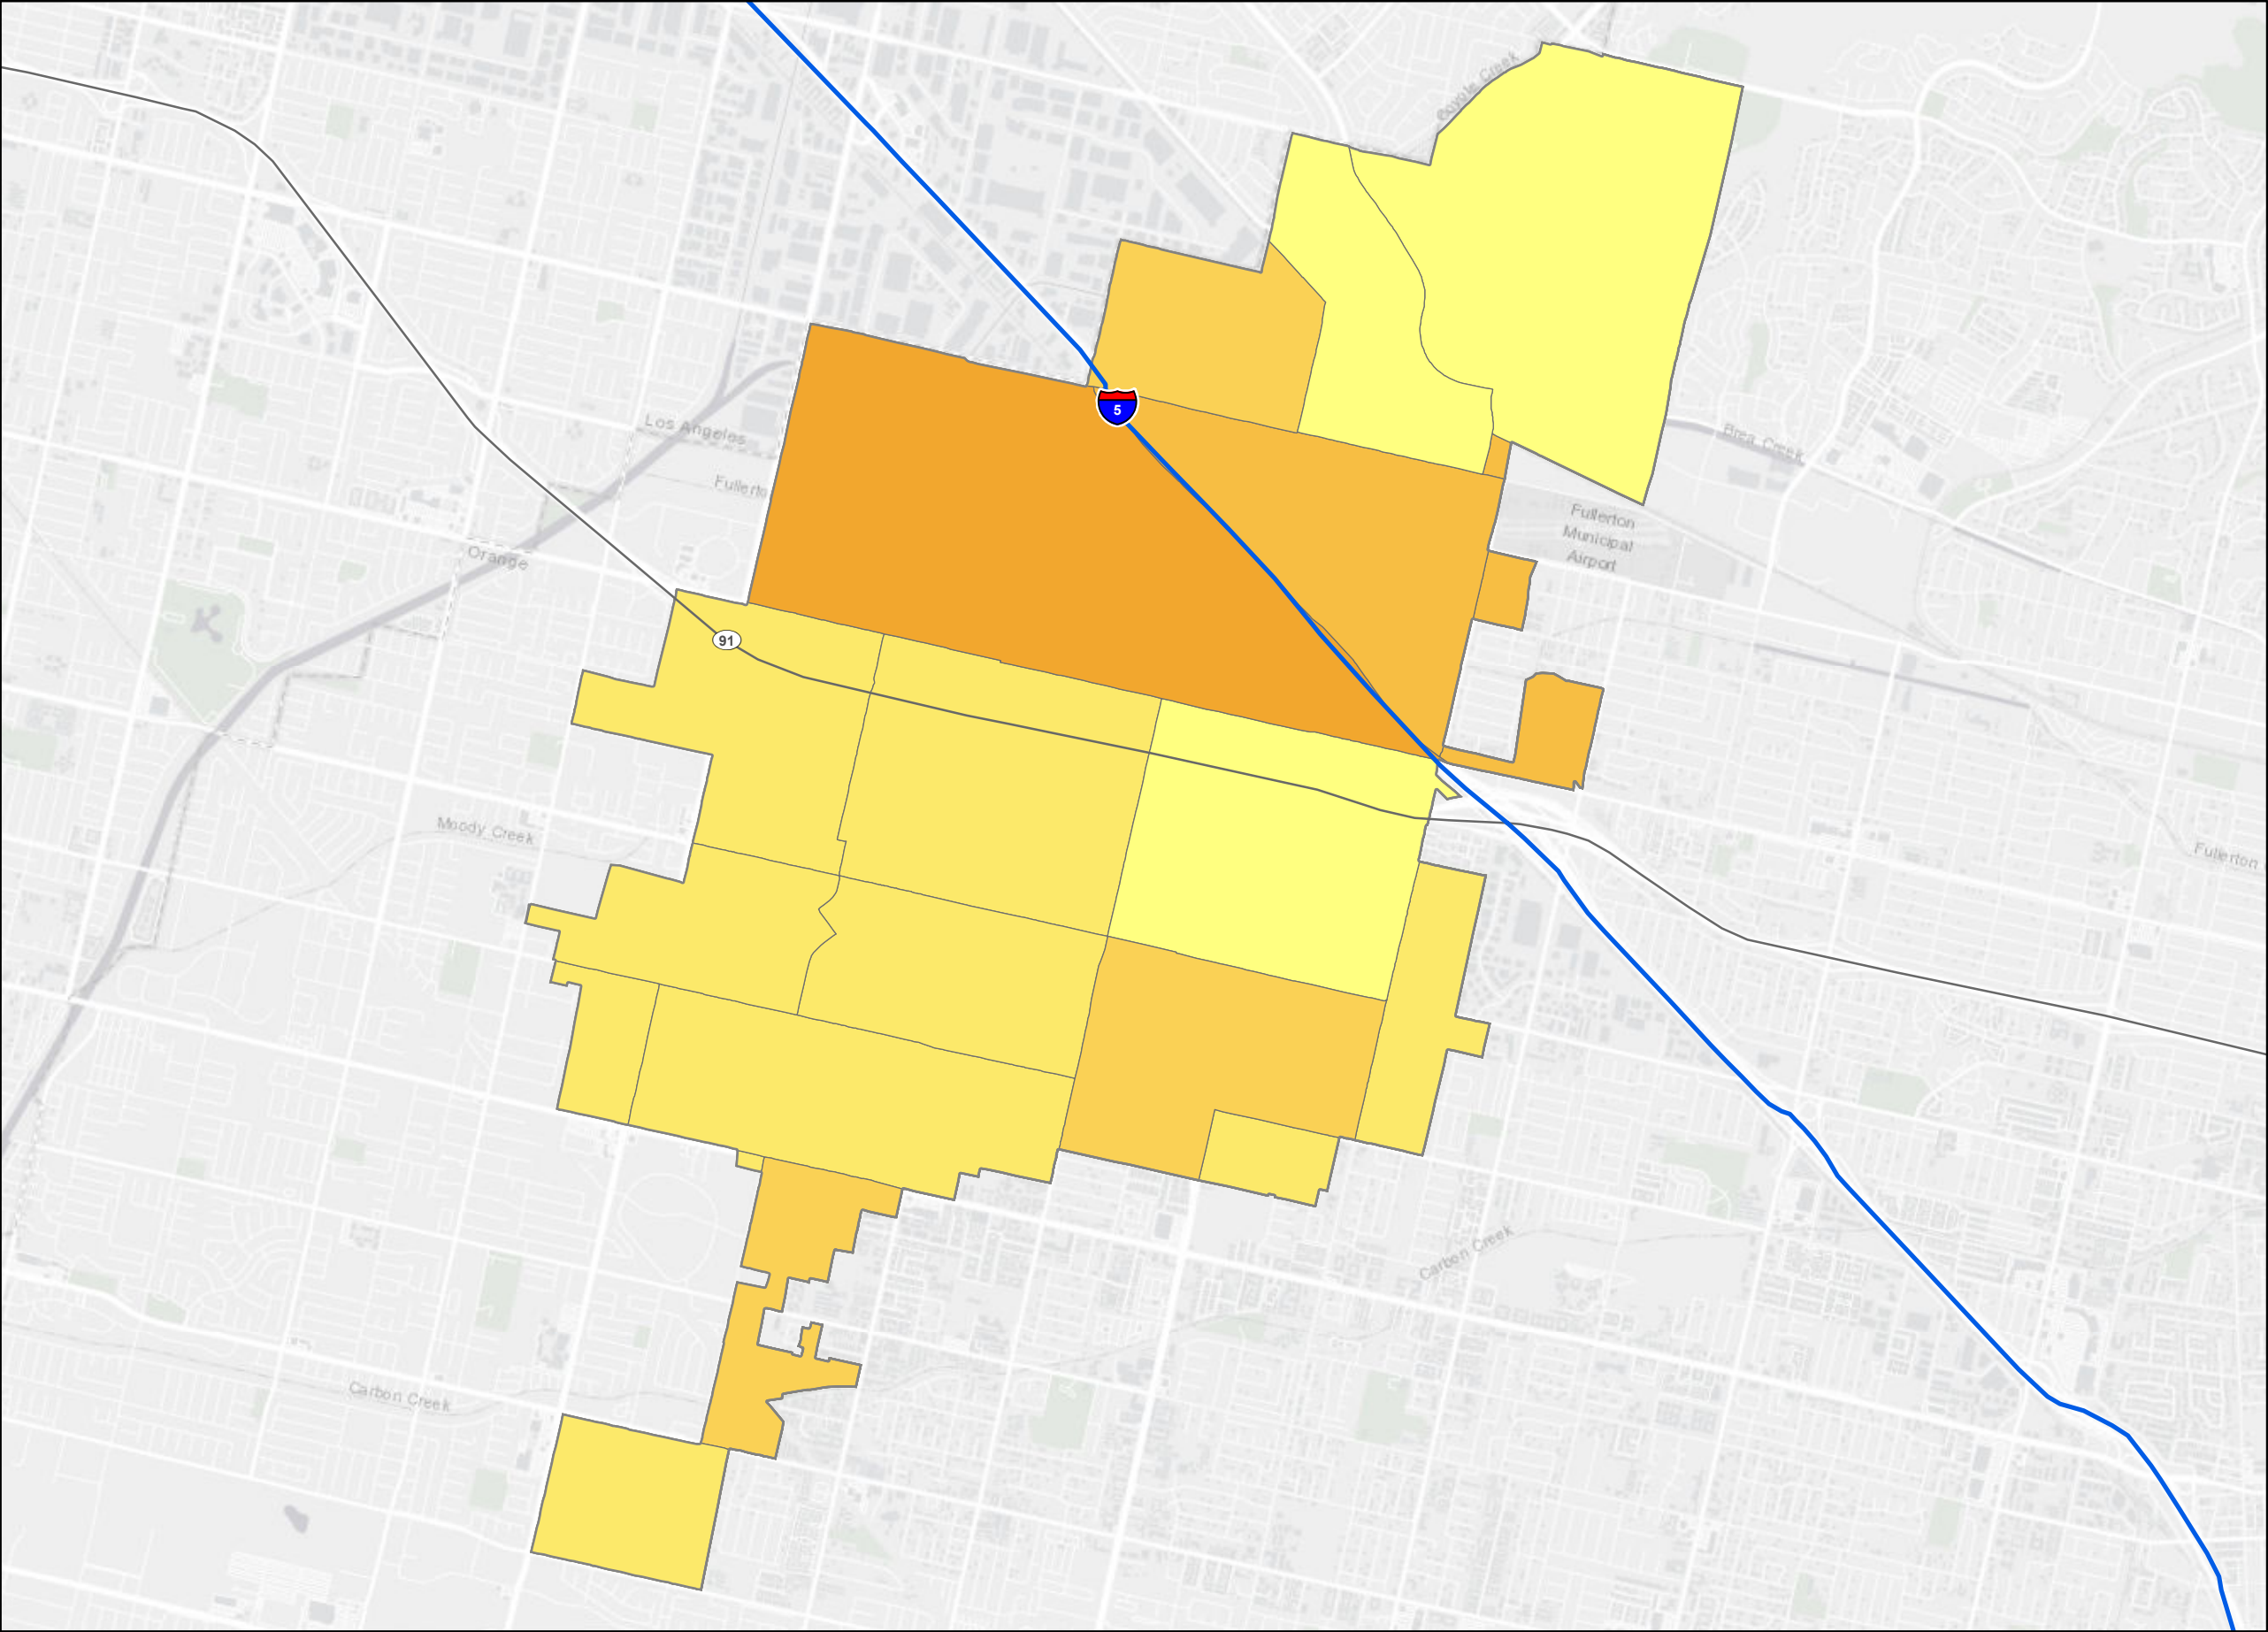 Coyote Creek
5
Los Angeles
Brea Creek
Fullerto
Fullerton
Municipal
Airport
Orange
91
Moody Creek
Fullerton
Carbon Creek
Carbon Creek